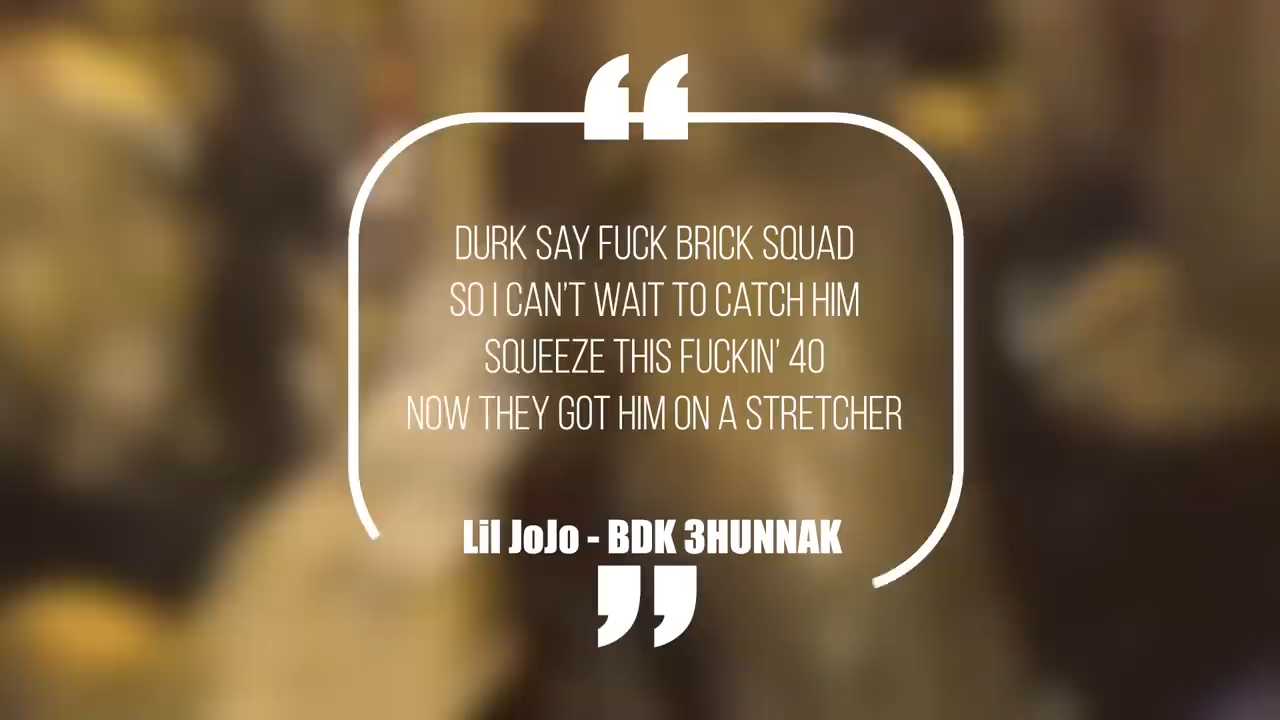 DURK SAY FUCK BRICK SQUAD
SO I CAN'T WAIT TO CATCH HIM
SQUEEZE THIS FUCKIN' 40
NOW THEY GOT HIM ON A STRETCHER
Lil JoJo - BDK 3HUNNAK